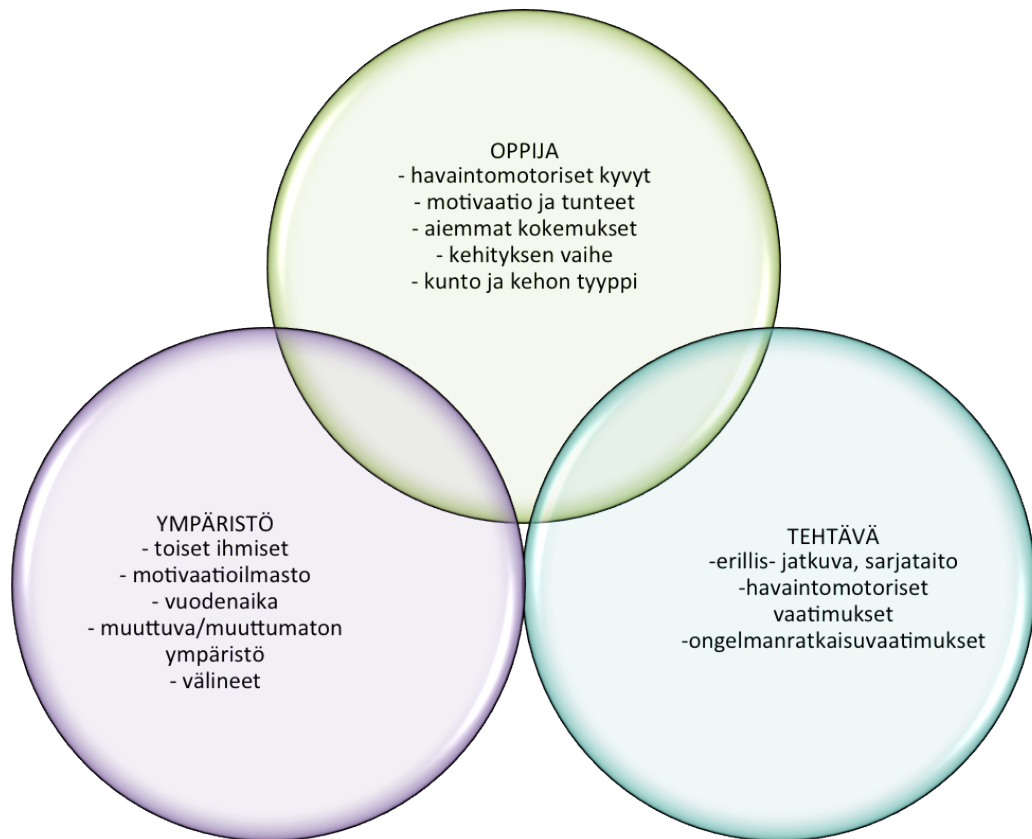 OPPIJA
- havaintomotoriset kyvyt
- motivaatio ja tunteet
- aiemmat kokemukset
- kehityksen vaihe
- kunto ja kehon tyyppi
YMPÄRISTÖ
- toiset ihmiset
- motivaatioilmasto
- vuodenaika
- muuttuva/muuttumaton
ympäristö
- välineet
TEHTÄVÄ
-erillis- jatkuva, sarjataito
-havaintomotoriset
vaatimukset
-ongelmanratkaisuvaatimukset